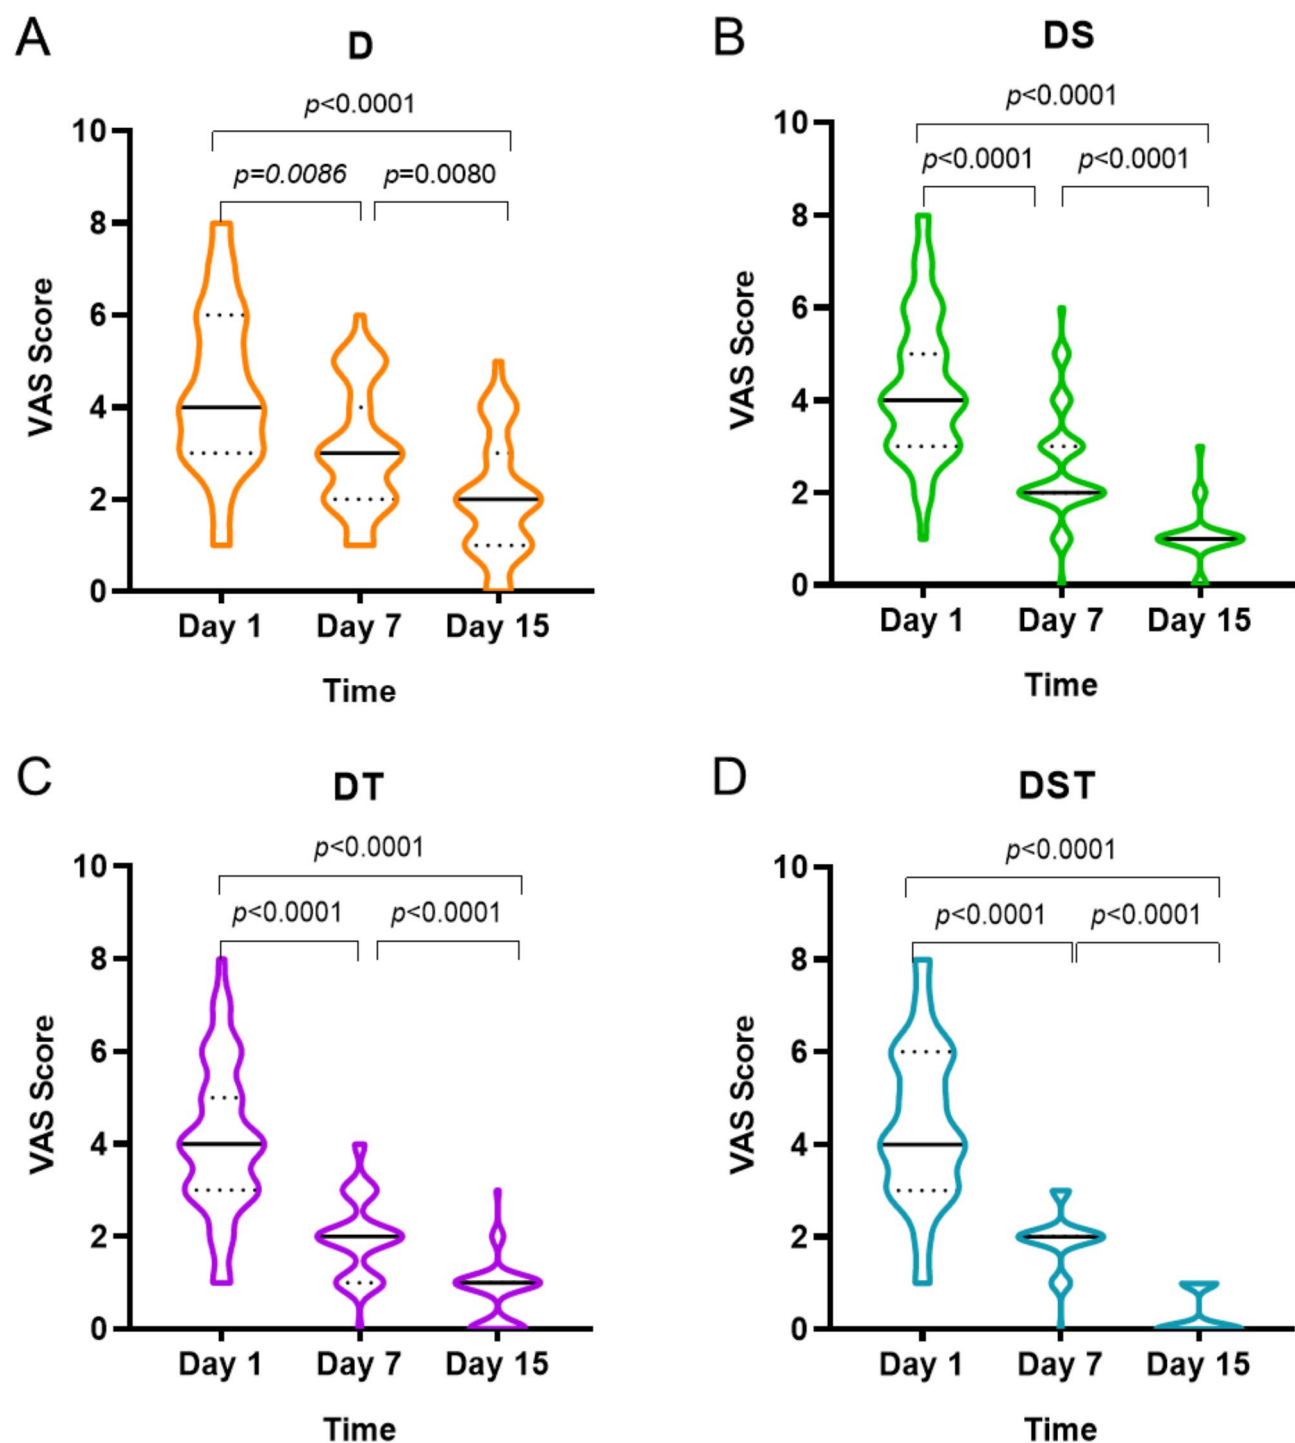 A
D
p<0.0001
p=0.0086 p=0.0080
10
8
6
4
2
0
VAS Score
Day 1 Day 7 Day 15
Time
B
DS
p<0.0001
p<0.0001 p<0.0001
10
8
6
4
2
0
VAS Score
Day 1 Day 7 Day 15
Time
C
DT
p<0.0001
p<0.0001 p<0.0001
10
8
6
4
2
0
VAS Score
Day 1 Day 7 Day 15
Time
D
DST
p<0.0001
p<0.0001 p<0.0001
10
8
6
4
2
0
VAS Score
Day 1 Day 7 Day 15
Time